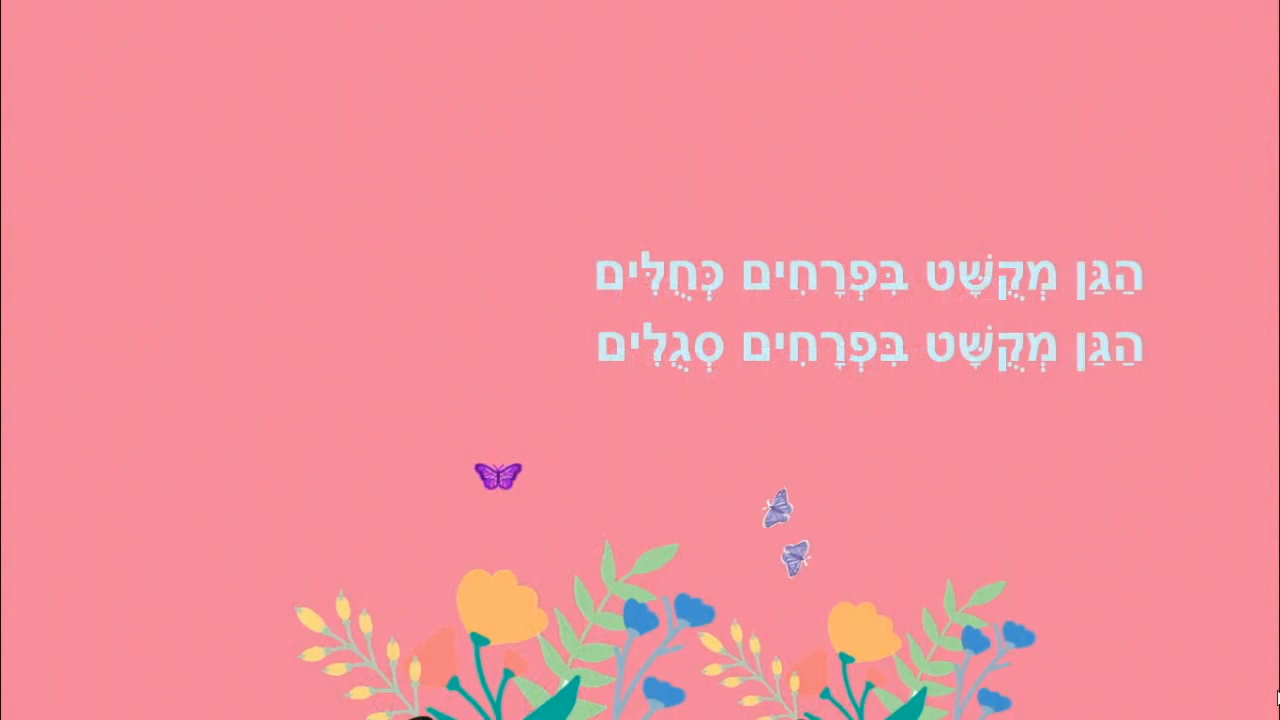 הַגַּן מְקֻשָּׁט בִּפְרָחִים כְּחֻלִּים
הַגַּן מְקֻשָּׁט בִּפְרָחִים סְגֻלִּים